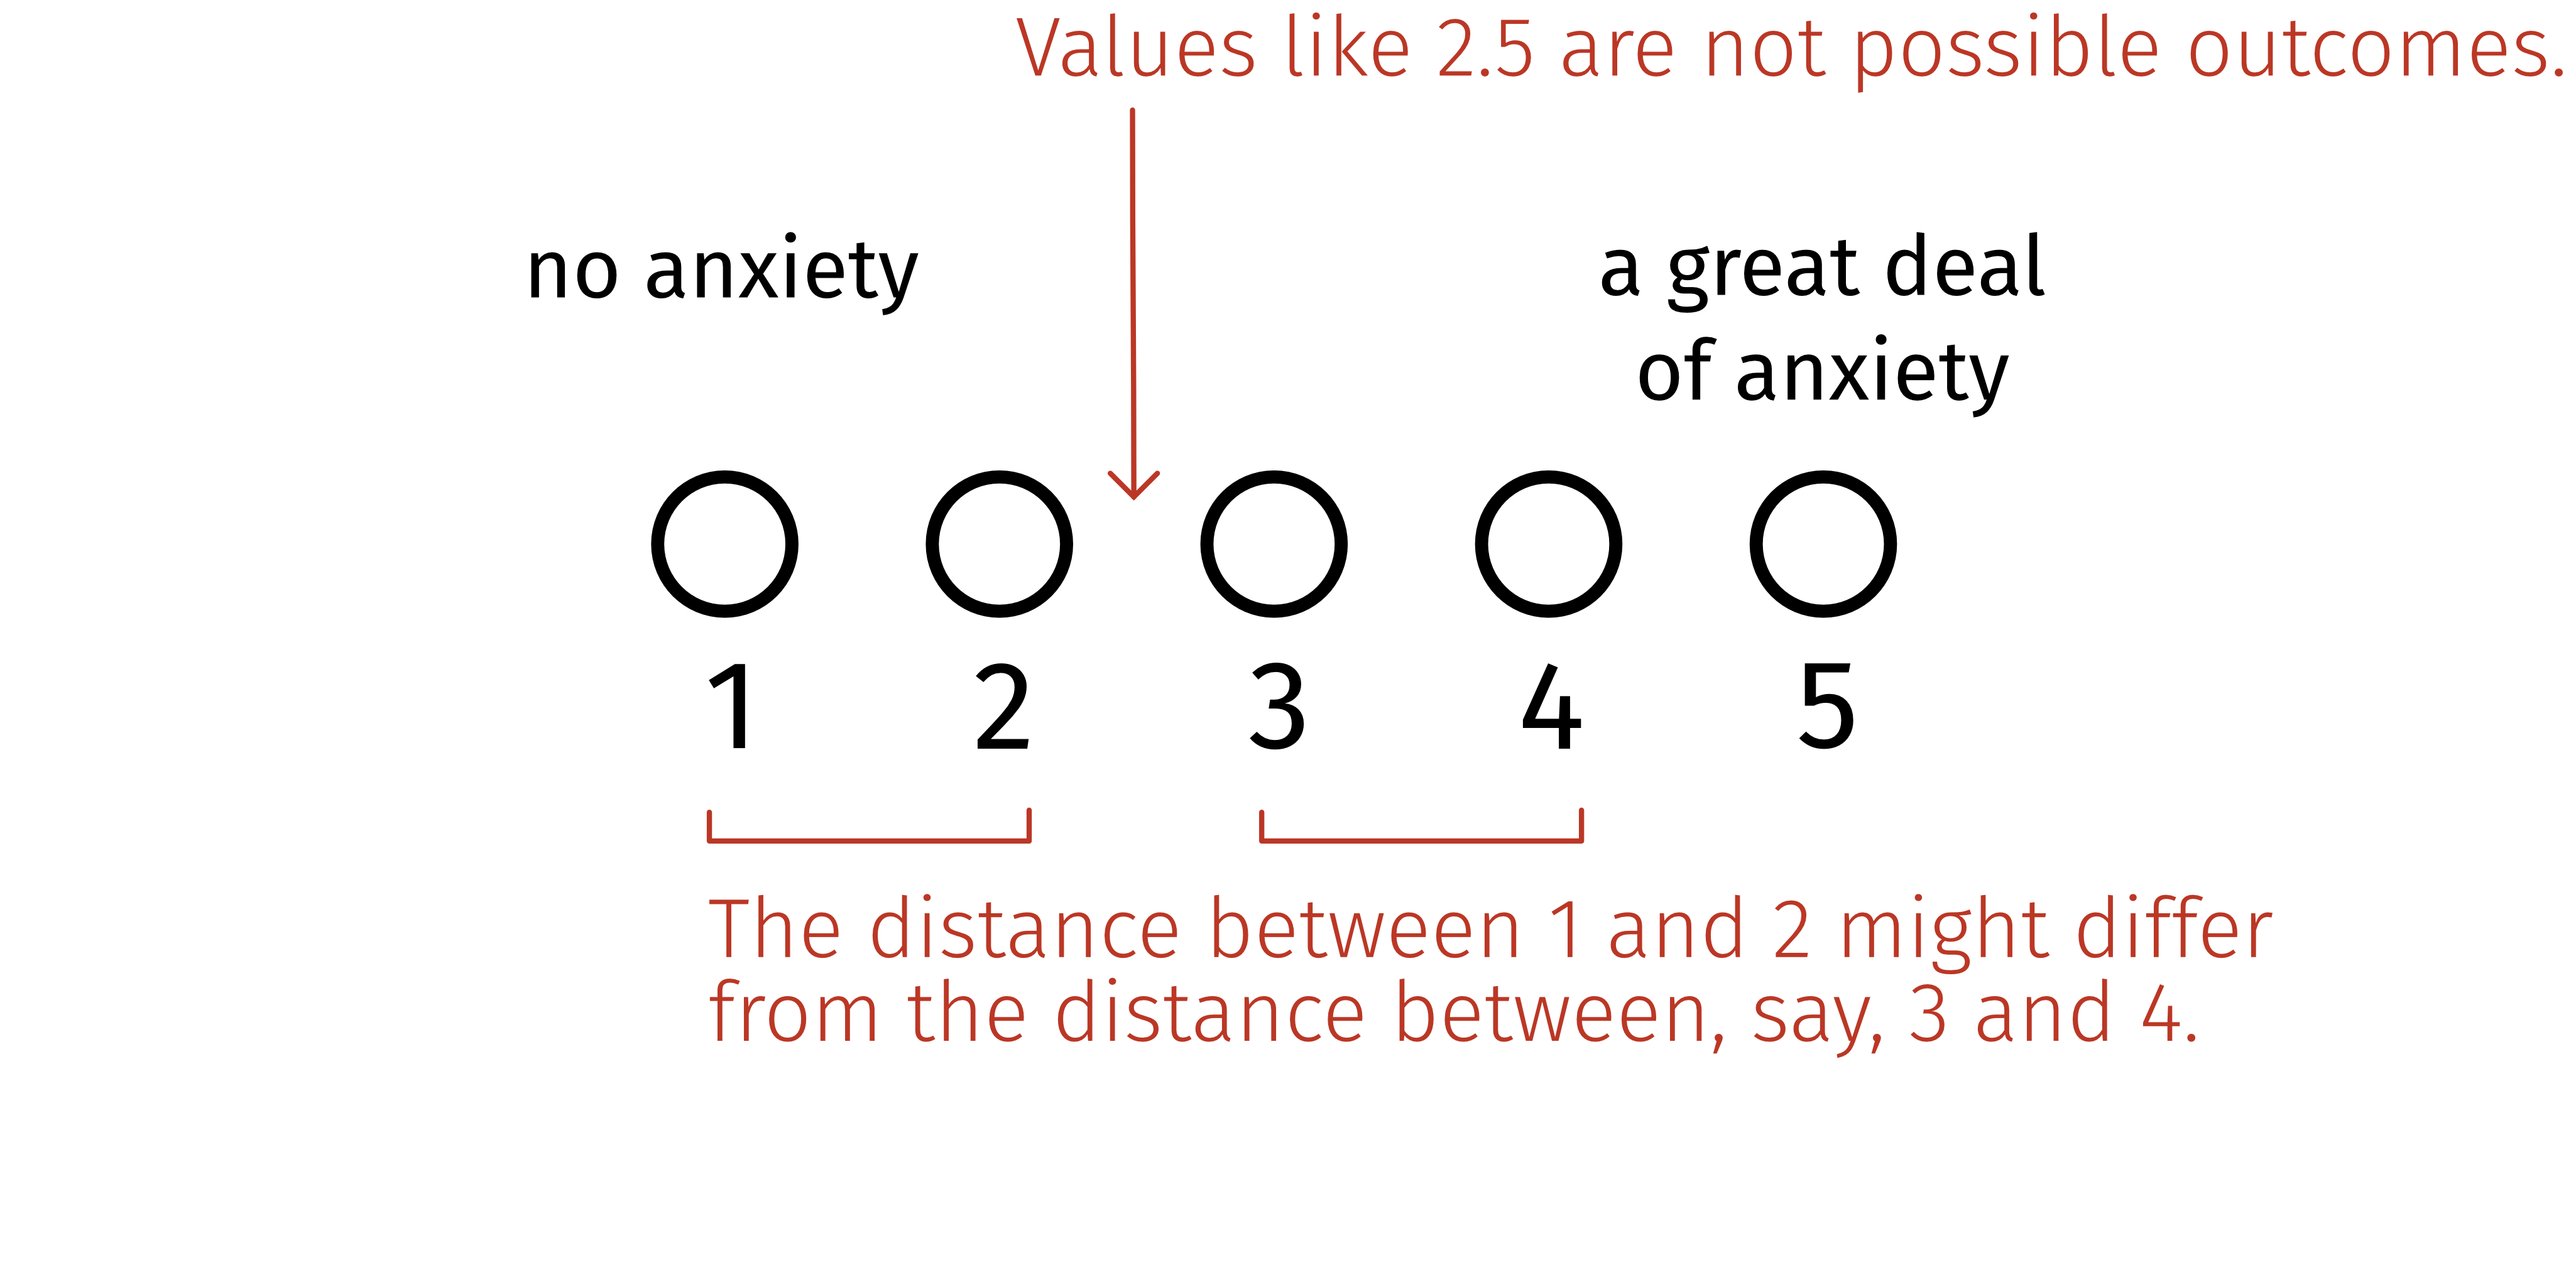 Values like 2.5 are not possible outcomes.
no anxiety
a great deal
of anxiety
1 2 3 4 5
The distance between 1 and 2 might differ
from the distance between, say, 3 and 4.